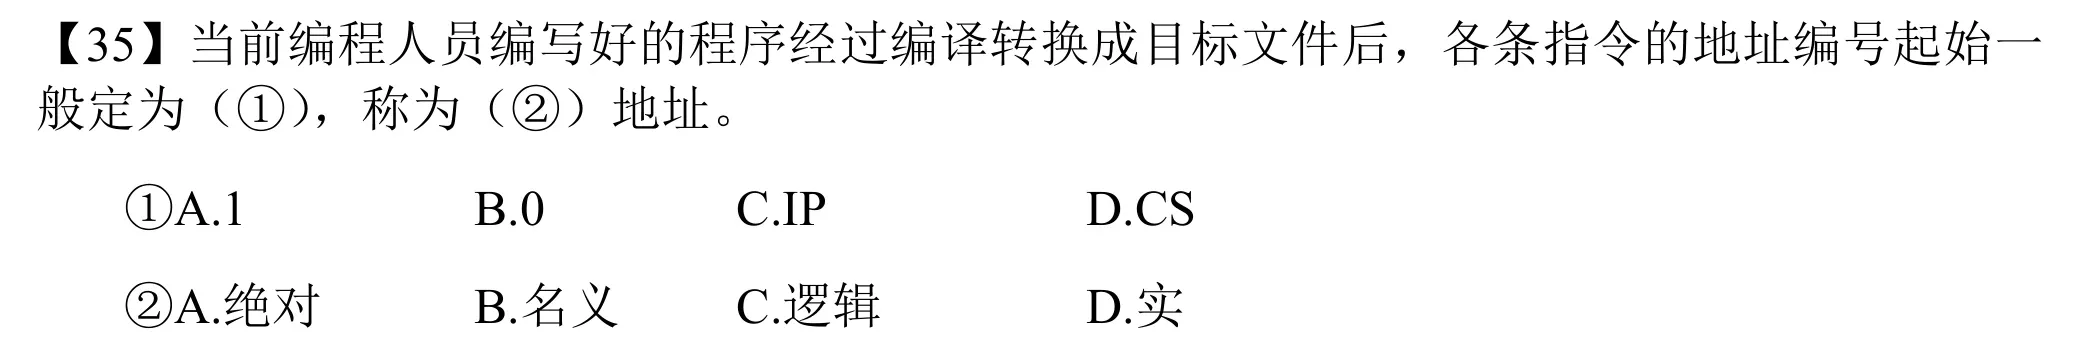 【35】当前编程人员编写好的程序经过编译转换成目标文件后，各条指令的地址编号起始一
般定为（①），称为（②）地址。
①A.1 B.0 C.IP D.CS
②A.绝对 B.名义 C.逻辑 D.实